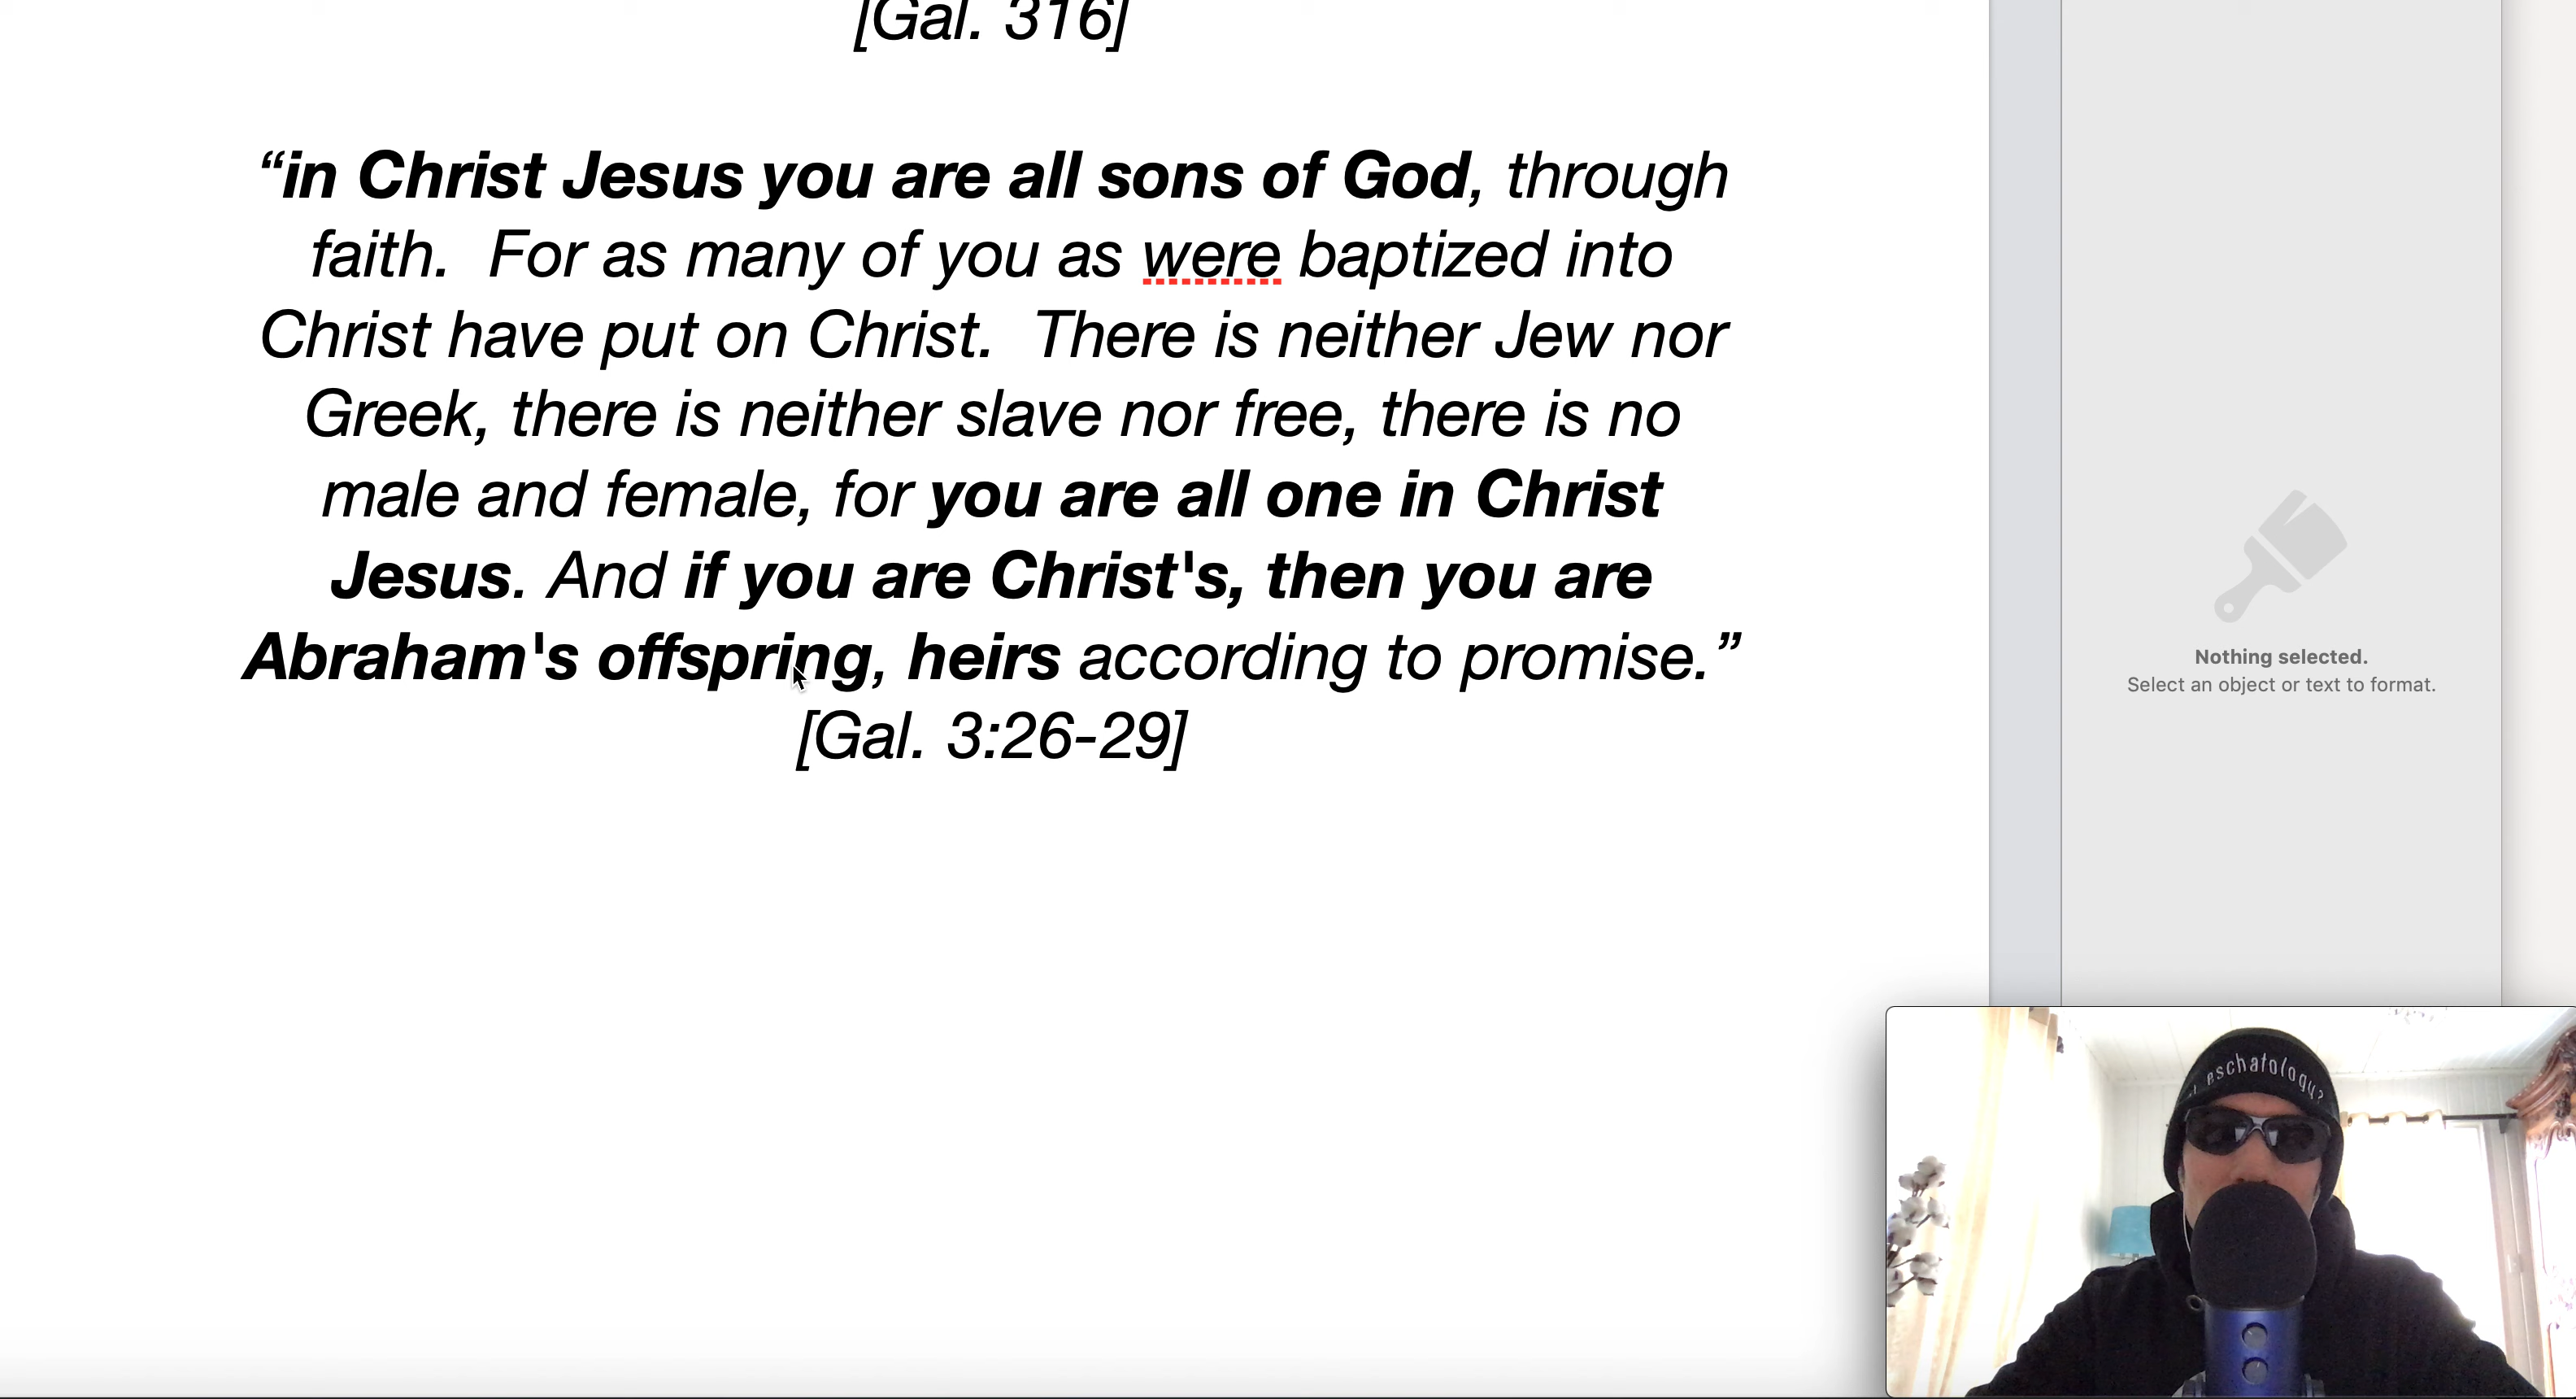 [Gal. 316]
“in Christ Jesus you are all sons of God, through
faith.  For as many of you as were baptized into
Christ have put on Christ.  There is neither Jew nor
Greek, there is neither slave nor free, there is no
male and female, for you are all one in Christ
Jesus. And if you are Christ's, then you are
Abraham's offspring, heirs according to promise.”
[Gal. 3:26-29]
Nothing selected.
Select an object or text to format.
eschatology?